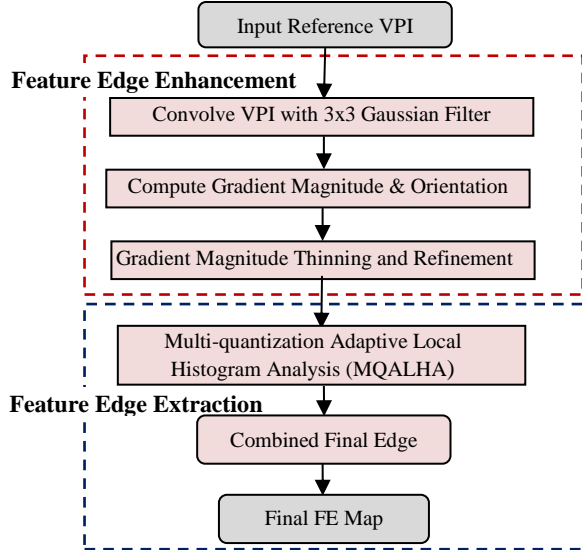 Input Reference VPI
Feature Edge Enhancement
Convolve VPI with 3x3 Gaussian Filter
Compute Gradient Magnitude & Orientation
Gradient Magnitude Thinning and Refinement
Multi-quantization Adaptive Local
Histogram Analysis (MQALHA)
Feature Edge Extraction
Combined Final Edge
Final FE Map